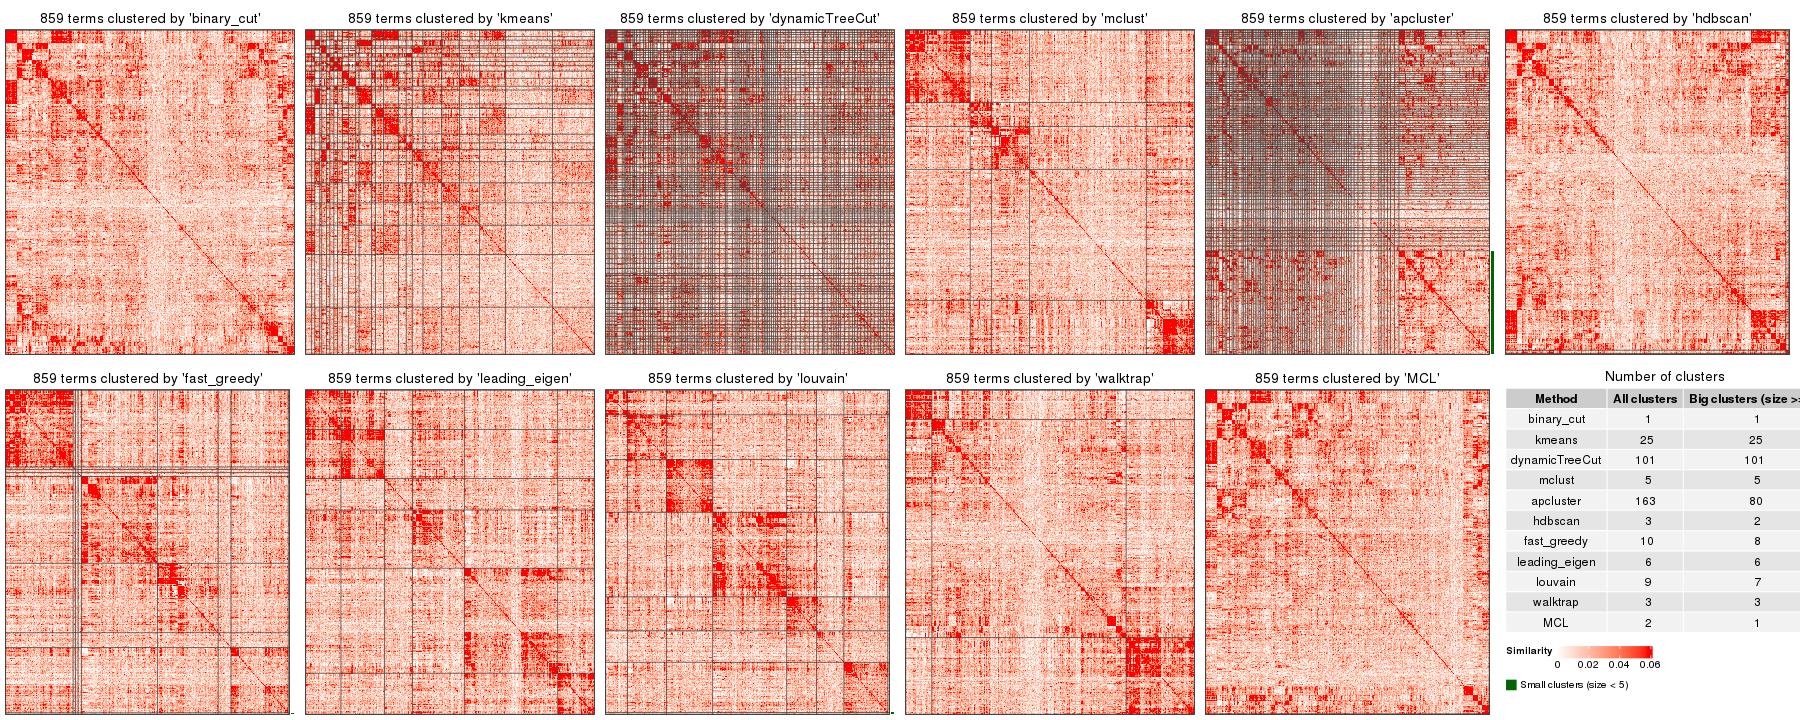 859 terms clustered by 'binary_cut'
859 terms clustered by 'kmeans'
859 terms clustered by 'dynamicTreeCut'
859 terms clustered by 'mclust'
859 terms clustered by 'apcluster'
859 terms clustered by 'hdbscan'
859 terms clustered by 'fast_greedy'
859 terms clustered by 'leading_eigen'
859 terms clustered by 'louvain'
859 terms clustered by 'walktrap'
859 terms clustered by 'MCL'
Number of clusters
Method All clusters Big clusters (size >
binary_cut 1 1
kmeans 25 25
dynamicTreeCut 101 101
mclust 5 5
apcluster 163 80
hdbscan 3 2
fast_greedy 10 8
leading_eigen 6 6
louvain 9 7
walktrap 3 3
MCL 2 1
Similarity
0 0.02 0.04 0.06
Small clusters (size < 5)